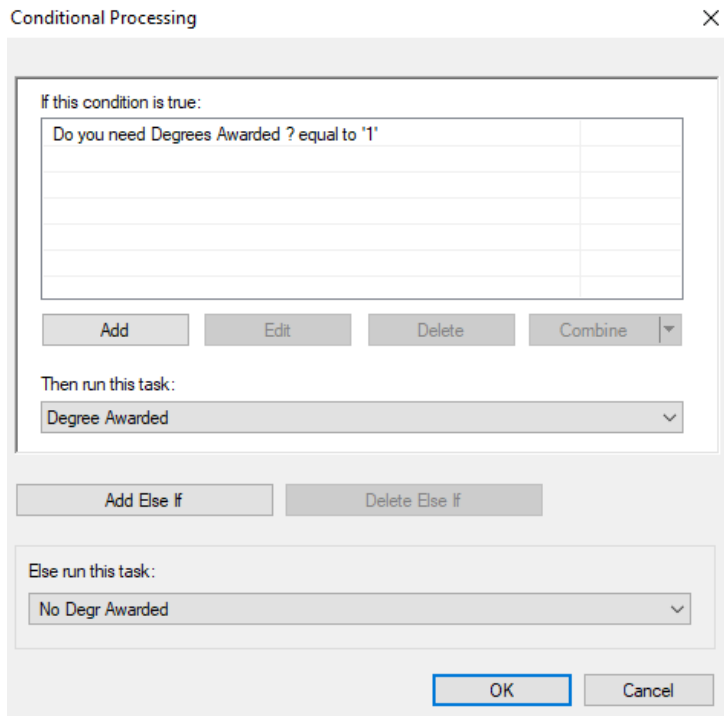 Conditional Processing
If this condition is true:
Do you need Degrees Awarded ? equal to '1'
Add Edit Delete Combine
Then run this task:
Degree Awarded
Add Else If Delete Else If
Else run this task:
No Degr Awarded
OK Cancel